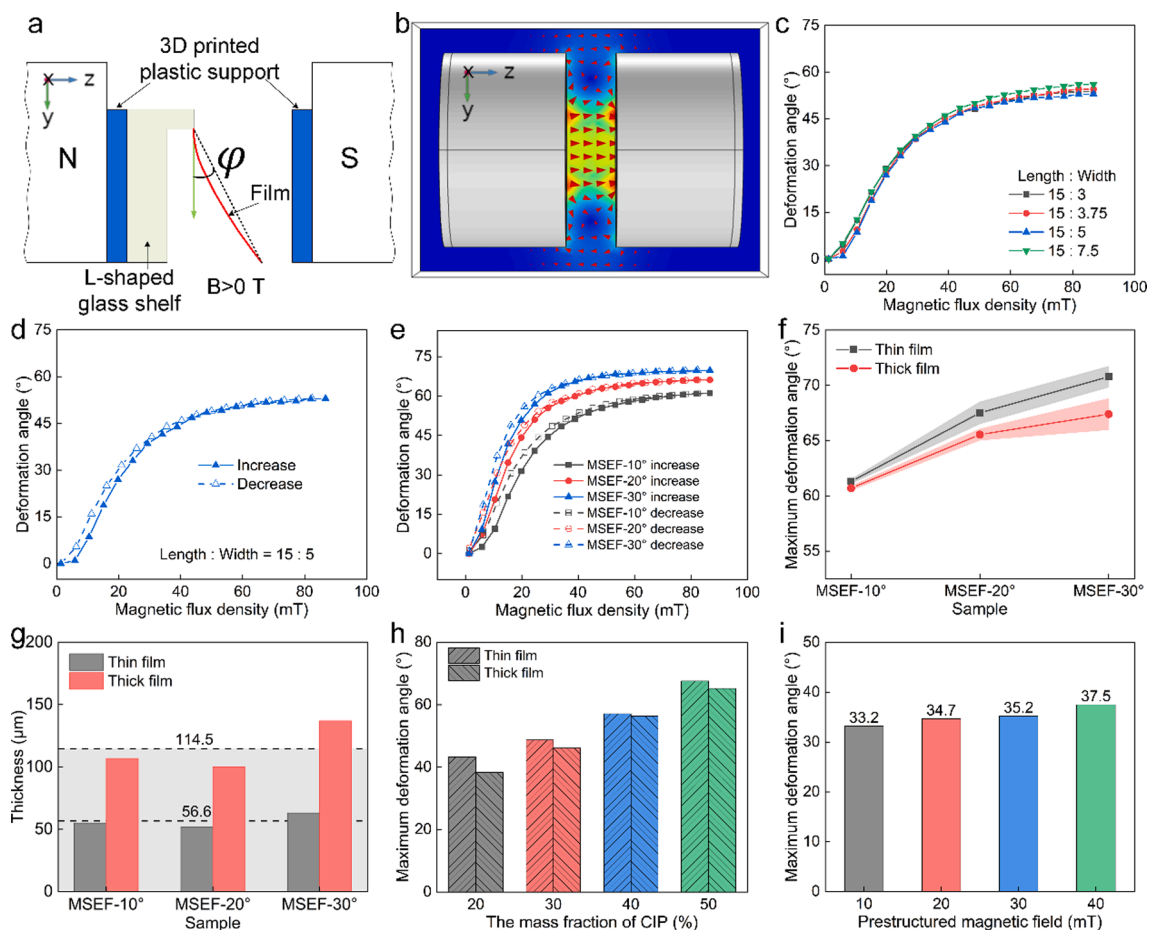 a
3D printed
plastic support
x
z
y
N
S
φ
Film
L-shaped
glass shelf
B>0 T
b
x
z
y
c
Deformation angle (°)
75
60
45
30
15
0
Length : Width
15 : 3
15 : 3.75
15 : 5
15 : 7.5
0 20 40 60 80 100
Magnetic flux density (mT)
d
Deformation angle (°)
75
60
45
30
15
0
Increase
Decrease
Length : Width = 15 : 5
0 20 40 60 80 100
Magnetic flux density (mT)
e
Deformation angle (°)
75
60
45
30
15
0
MSEF-10° increase
MSEF-20° increase
MSEF-30° increase
MSEF-10° decrease
MSEF-20° decrease
MSEF-30° decrease
0 20 40 60 80 100
Magnetic flux density (mT)
f
Maximum deformation angle (°)
75
70
65
60
55
Thin film
Thick film
MSEF-10° MSEF-20° MSEF-30°
Sample
g
Thickness (μm)
200
150
100
50
0
Thin film
Thick film
114.5
56.6
MSEF-10° MSEF-20° MSEF-30°
Sample
h
Maximum deformation angle (°)
80
60
40
20
0
Thin film
Thick film
20 30 40 50
The mass fraction of CIP (%)
i
Maximum deformation angle (°)
50
40
30
20
10
0
33.2 34.7 35.2 37.5
10 20 30 40
Prestructured magnetic field (mT)